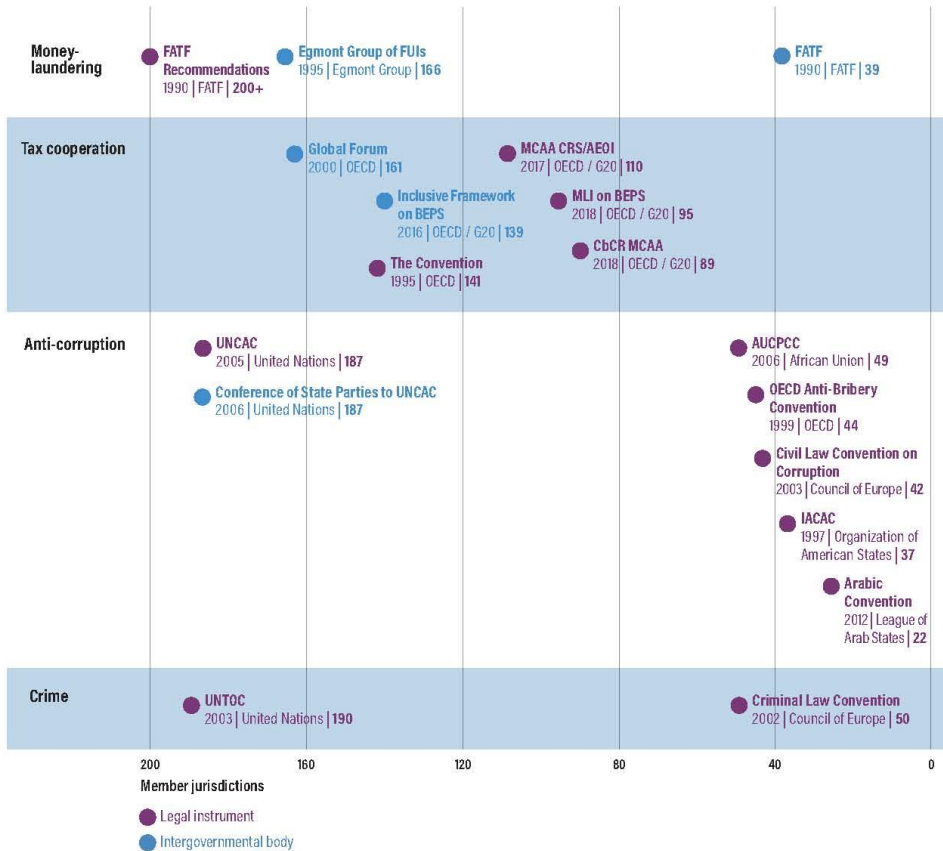 Money-
laundering
FATF
Recommendations
1990 | FATF | 200+
Egmont Group of FUIs
1995 | Egmont Group | 166
FATF
1990 | FATF | 39
Tax cooperation
Global Forum
2000 | OECD | 161
MCAA CRS/AEOI
2017 | OECD / G20 | 110
Inclusive Framework
on BEPS
2016 | OECD / G20 | 139
MLI on BEPS
2018 | OECD / G20 | 95
CbCR MCAA
2018 | OECD / G20 | 89
The Convention
1995 | OECD | 141
Anti-corruption
UNCAC
2005 | United Nations | 187
Conference of State Parties to UNCAC
2006 | United Nations | 187
AUCPCC
2006 | African Union | 49
OECD Anti-Bribery
Convention
1999 | OECD | 44
Civil Law Convention on
Corruption
2003 | Council of Europe | 42
IACAC
1997 | Organization of
American States | 37
Arabic
Convention
2012 | League of
Arab States | 22
Crime
UNTOC
2003 | United Nations | 190
Criminal Law Convention
2002 | Council of Europe | 50
200 160 120 80 40 0
Member jurisdictions
Legal instrument
Intergovernmental body